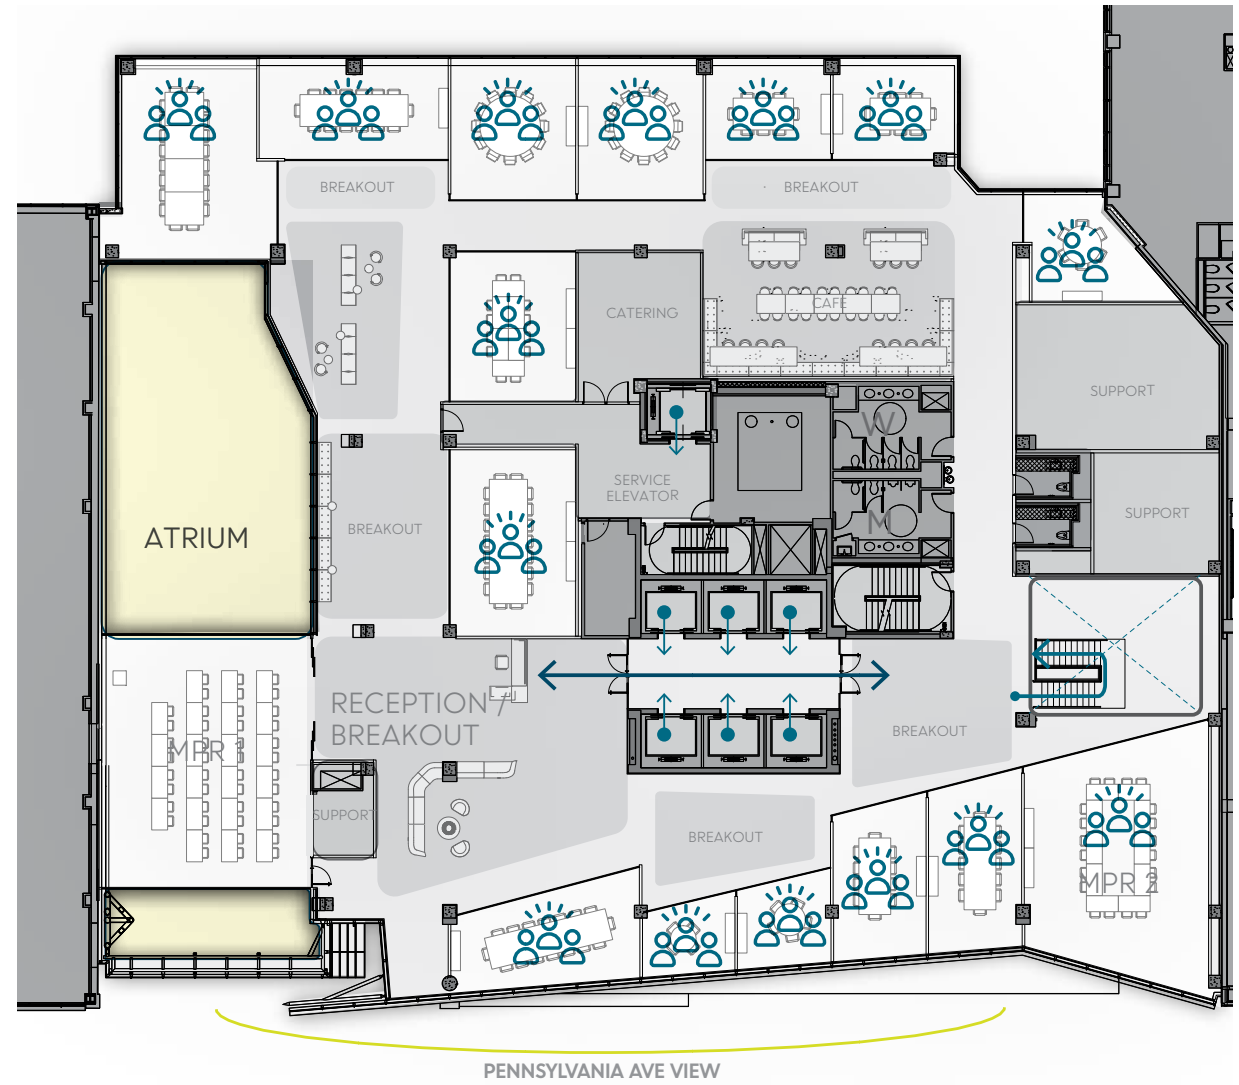 BREAKOUT
BREAKOUT
CATERING
CAFE
SUPPORT
W
SERVICE
ELEVATOR
SUPPORT
M
ATRIUM
BREAKOUT
RECEPTION /
BREAKOUT
MPR 1
BREAKOUT
SUPPORT
BREAKOUT
MPR 2
PENNSYLVANIA AVE VIEW